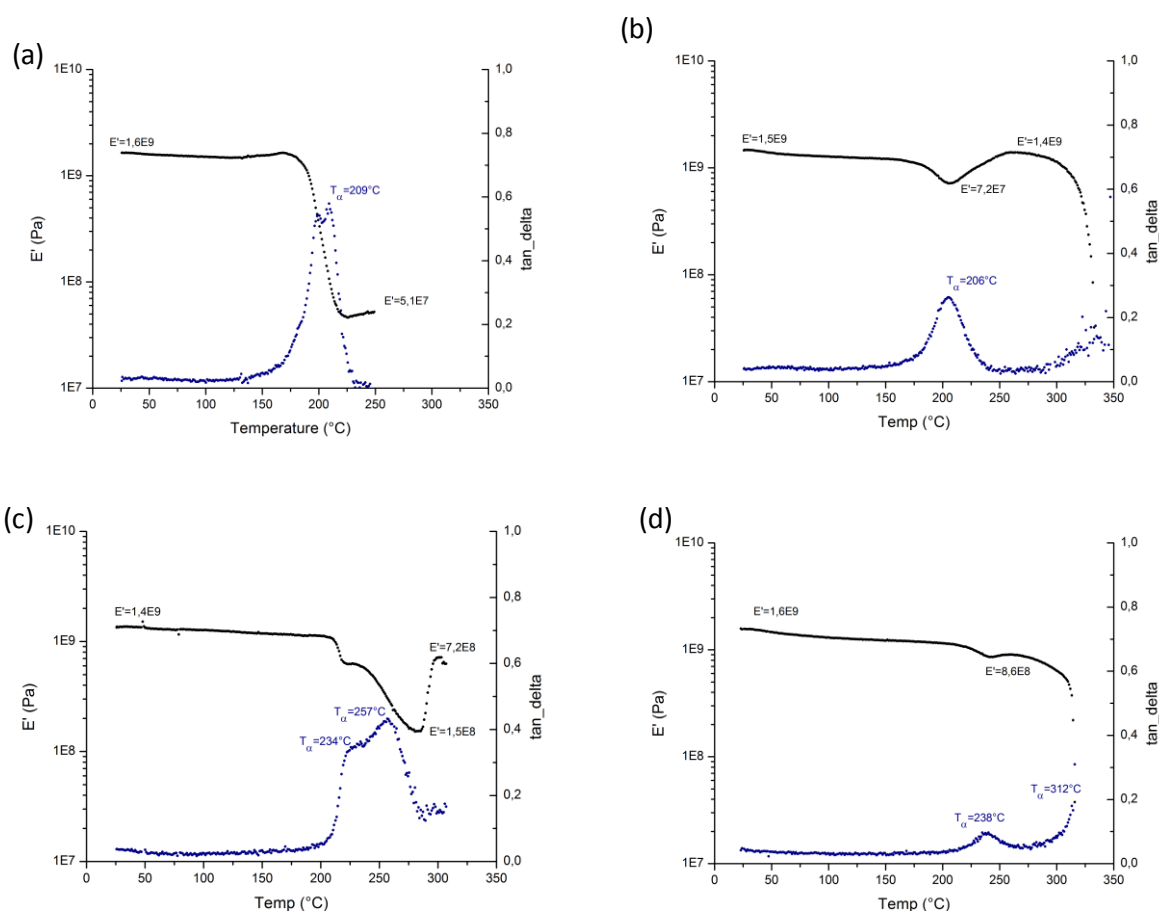 (a)
1E10
1E9
1E8
1E7
E' (Pa)
0
50
100
150
200
250
300
350
Temperature (°C)
1,0
0,8
0,6
0,4
0,2
0,0
tan_delta
E'=1,6E9
Tα=209°C
E'=5,1E7
(b)
1E10
1E9
1E8
1E7
E' (Pa)
0
50
100
150
200
250
300
350
Temp (°C)
1,0
0,8
0,6
0,4
0,2
0,0
tan_delta
E'=1,5E9
E'=1,4E9
E'=7,2E7
Tα=206°C
(c)
1E10
1E9
1E8
1E7
E' (Pa)
0
50
100
150
200
250
300
350
Temp (°C)
1,0
0,8
0,6
0,4
0,2
0,0
tan_delta
E'=1,4E9
E'=7,2E8
Tα=257°C
E'=1,5E8
Tα=234°C
(d)
1E10
1E9
1E8
1E7
E' (Pa)
0
50
100
150
200
250
300
350
Temp (°C)
1,0
0,8
0,6
0,4
0,2
0,0
tan_delta
E'=1,6E9
E'=8,6E8
Tα=312°C
Tα=238°C